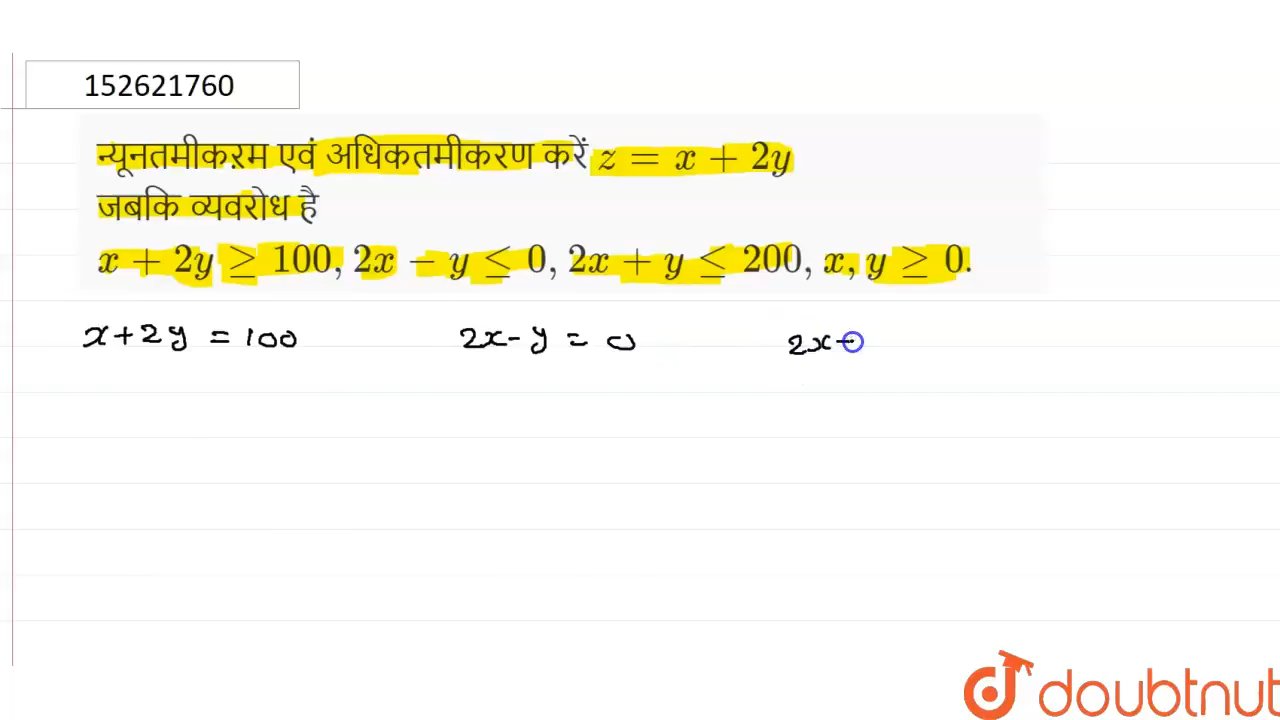 152621760
न्यूनतमीकरम एवं अधिकतमीकरण करें z = x + 2y
जबकि व्यवरोध है
x + 2y ≥ 100, 2x − y ≤ 0, 2x + y ≤ 200, x, y ≥ 0.
x + 2y = 100 2x - y = 0 2x +
doubtnut